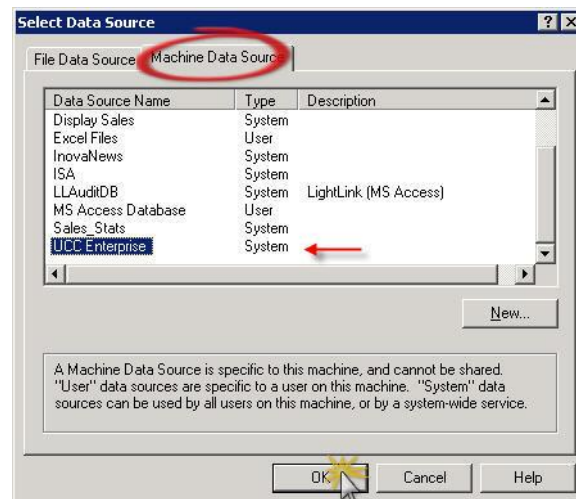 Select Data Source
File Data Source Machine Data Source
Data Source Name Type Description
Display Sales System
Excel Files User
InovaNews System
ISA System
LLAuditDB System LightLink (MS Access)
MS Access Database User
Sales_Stats System
UCC Enterprise System
New...
A Machine Data Source is specific to this machine, and cannot be shared.
"User" data sources are specific to a user on this machine. "System" data
sources can be used by all users on this machine, or by a system-wide service.
OK Cancel Help